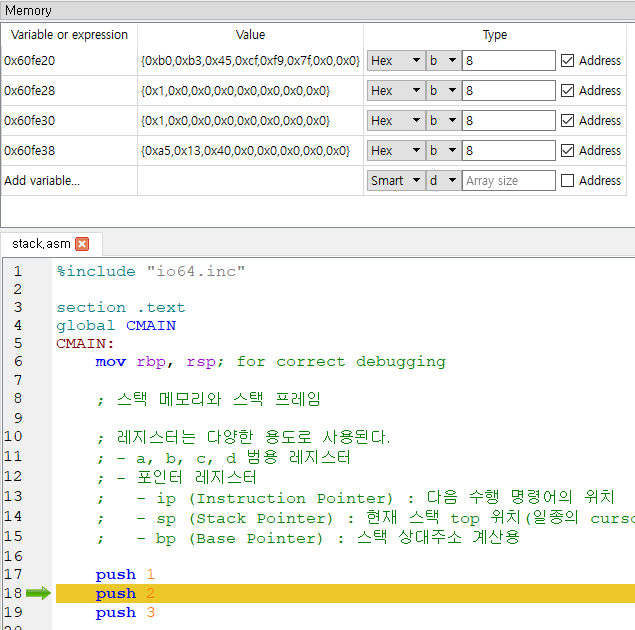 Memory
Variable or expression Value Type
0x60fe20 {0xb0,0xb3,0x45,0xcf,0xf9,0x7f,0x0,0x0} Hex b 8 Address
0x60fe28 {0x1,0x0,0x0,0x0,0x0,0x0,0x0,0x0} Hex b 8 Address
0x60fe30 {0x1,0x0,0x0,0x0,0x0,0x0,0x0,0x0} Hex b 8 Address
0x60fe38 {0xa5,0x13,0x40,0x0,0x0,0x0,0x0,0x0} Hex b 8 Address
Add variable... Smart d Array size Address
stack.asm
1 %include "io64.inc"
2
3 section .text
4 global CMAIN
5 CMAIN:
6 mov rbp, rsp; for correct debugging
7
8 ; 스택 메모리와 스택 프레임
9
10 ; 레지스터는 다양한 용도로 사용된다.
11 ; - a, b, c, d 범용 레지스터
12 ; - 포인터 레지스터
13 ; - ip (Instruction Pointer) : 다음 수행 명령어의 위치
14 ; - sp (Stack Pointer) : 현재 스택 top 위치(일종의 curso
15 ; - bp (Base Pointer) : 스택 상대주소 계산용
16
17 push 1
18 push 2
19 push 3